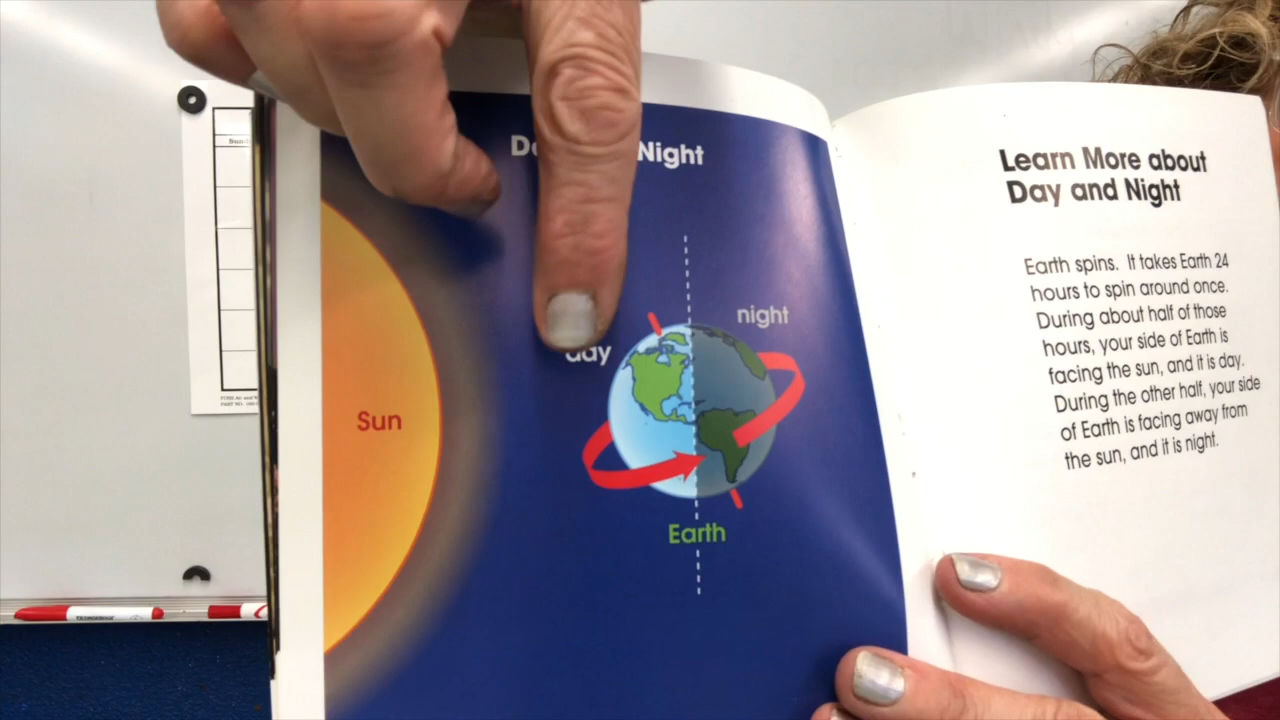 Night
day
night
Sun
Earth
Learn More about
Day and Night
Earth spins. It takes Earth 24
hours to spin around once.
During about half of those
hours, your side of Earth is
facing the sun, and it is day.
During the other half, your side
of Earth is facing away from
the sun, and it is night.